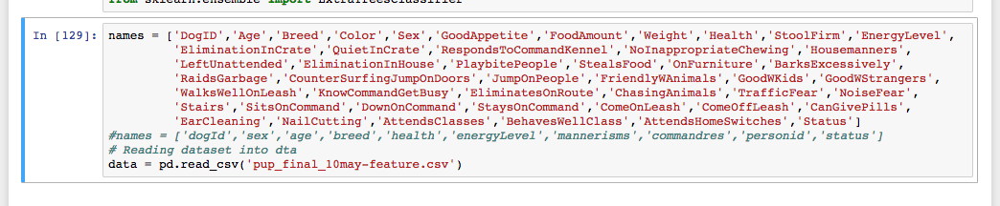 from sklearn.ensemble import ExtraTreesClassifier
In [129]: names = ['DogID','Age','Breed','Color','Sex','GoodAppetite','FoodAmount','Weight','Health','StoolFirm','EnergyLevel',
'EliminationInCrate','QuietInCrate','RespondsToCommandKennel','NoInappropriateChewing','Housemanners',
'LeftUnattended','EliminationInHouse','PlaybitePeople','StealsFood','OnFurniture','BarksExcessively',
'RaidsGarbage','CounterSurfingJumpOnDoors','JumpOnPeople','FriendlyWAnimals','GoodWKids','GoodWStrangers',
'WalksWellOnLeash','KnowCommandGetBusy','EliminatesOnRoute','ChasingAnimals','TrafficFear','NoiseFear',
'Stairs','SitsOnCommand','DownOnCommand','StaysOnCommand','ComeOnLeash','ComeOffLeash','CanGivePills',
'EarCleaning','NailCutting','AttendsClasses','BehavesWellClass','AttendsHomeSwitches','Status']
#names = ['dogId','sex','age','breed','health','energyLevel','mannerisms','commandres','personid','status']
# Reading dataset into dta
data = pd.read_csv('pup_final_10may-feature.csv')